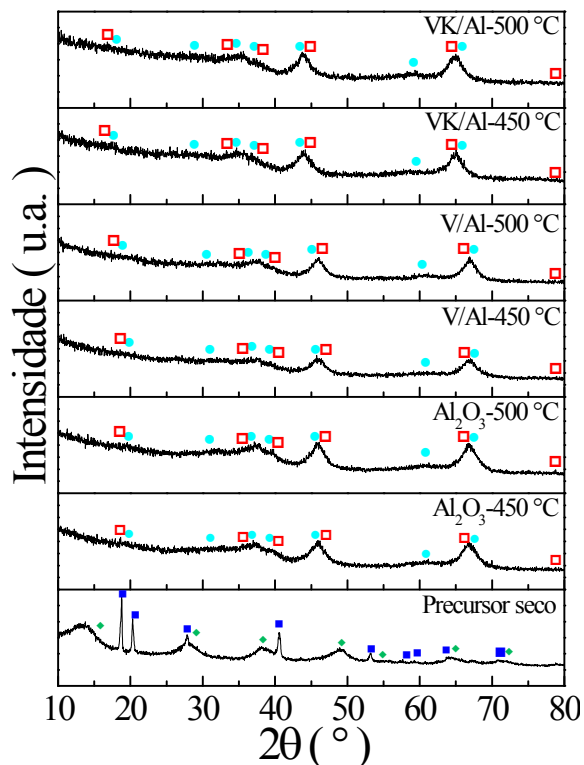 VK/Al-500 °C
VK/Al-450 °C
V/Al-500 °C
V/Al-450 °C
Al₂O₃-500 °C
Al₂O₃-450 °C
Precursor seco
Intensidade ( u.a. )
10 20 30 40 50 60 70 80
2θ ( ° )